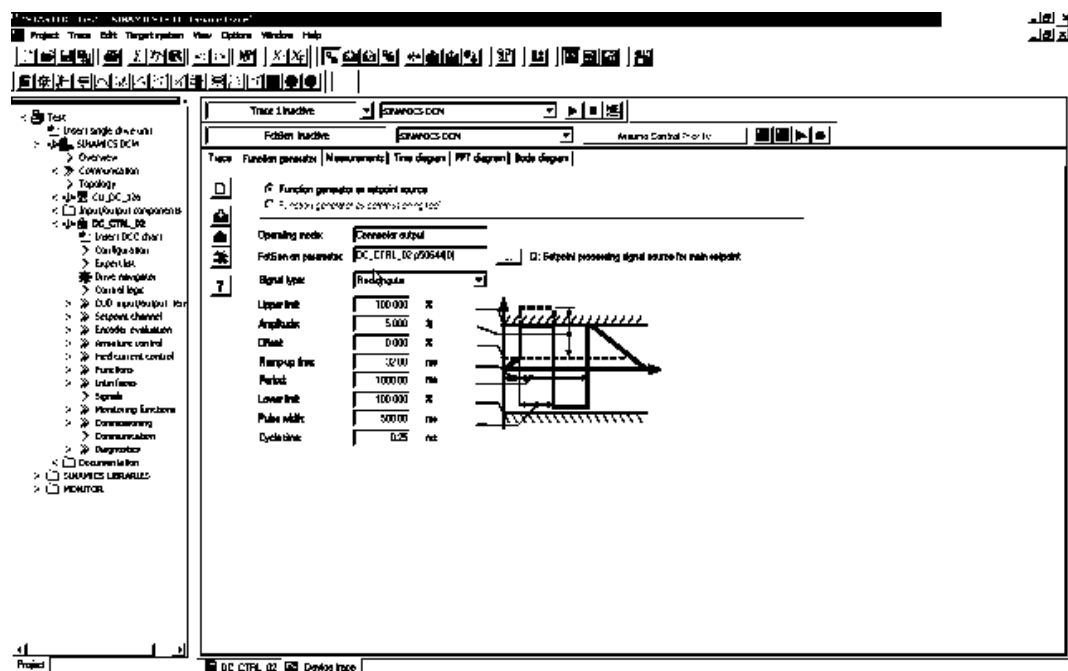 Project Trace Edit Target system View Options Window Help
Trace 1 inactive
SINAMICS DCM
FctGen Inactive
SINAMICS DCM
Assume Control Priority
Trace
Function generator
Measurements
Time diagram
FFT diagram
Bode diagram
Test
Insert single drive unit
SINAMICS DCM
Overview
Communication
Topology
CU_DC_126
Input/output components
DC_CTRL_02
Insert DCC chart
Configuration
Expert list
Drive navigator
Control logic
CUD input/output
Setpoint channel
Encoder evaluation
Armature control
Field current control
Functions
Interfaces
Signals
Monitoring functions
Commissioning
Communication
Diagnostics
Documentation
SINAMICS LIBRARIES
MONITOR
Project
Function generator as setpoint source
Function generator as commissioning tool
Operating mode: Connector output
FctGen on parameter: DC_CTRL_02.p50644[0] ... Q: Setpoint processing signal source for main setpoint
Signal type: Rectangular
Upper limit 100.000 %
Amplitude: 5.000 %
Offset 0.000 %
Ramp-up time: 32.00 ms
Period: 1000.00 ms
Lower limit 100.000 %
Pulse width: 500.00 ms
Cycle time: 0.25 ms
DC_CTRL_02
Device trace